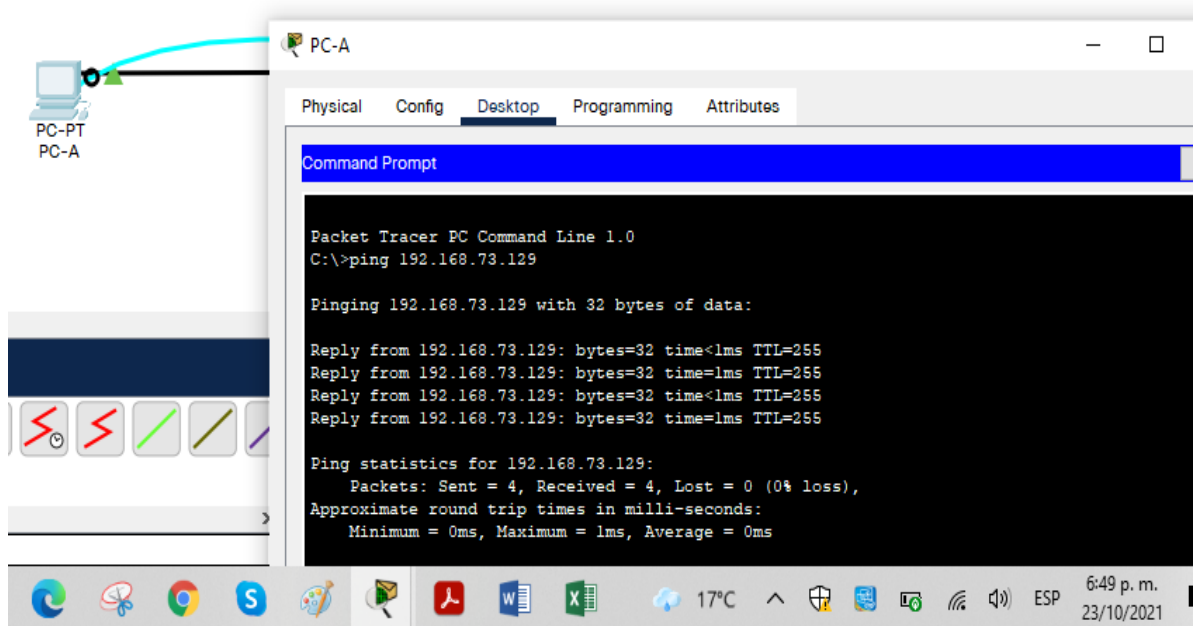 PC-A
Physical Config Desktop Programming Attributes
PC-PT
PC-A
Command Prompt
Packet Tracer PC Command Line 1.0
C:\>ping 192.168.73.129
Pinging 192.168.73.129 with 32 bytes of data:
Reply from 192.168.73.129: bytes=32 time<1ms TTL=255
Reply from 192.168.73.129: bytes=32 time=1ms TTL=255
Reply from 192.168.73.129: bytes=32 time<1ms TTL=255
Reply from 192.168.73.129: bytes=32 time=1ms TTL=255
Ping statistics for 192.168.73.129:
Packets: Sent = 4, Received = 4, Lost = 0 (0% loss),
Approximate round trip times in milli-seconds:
Minimum = 0ms, Maximum = 1ms, Average = 0ms
17°C ESP 6:49 p. m.
23/10/2021